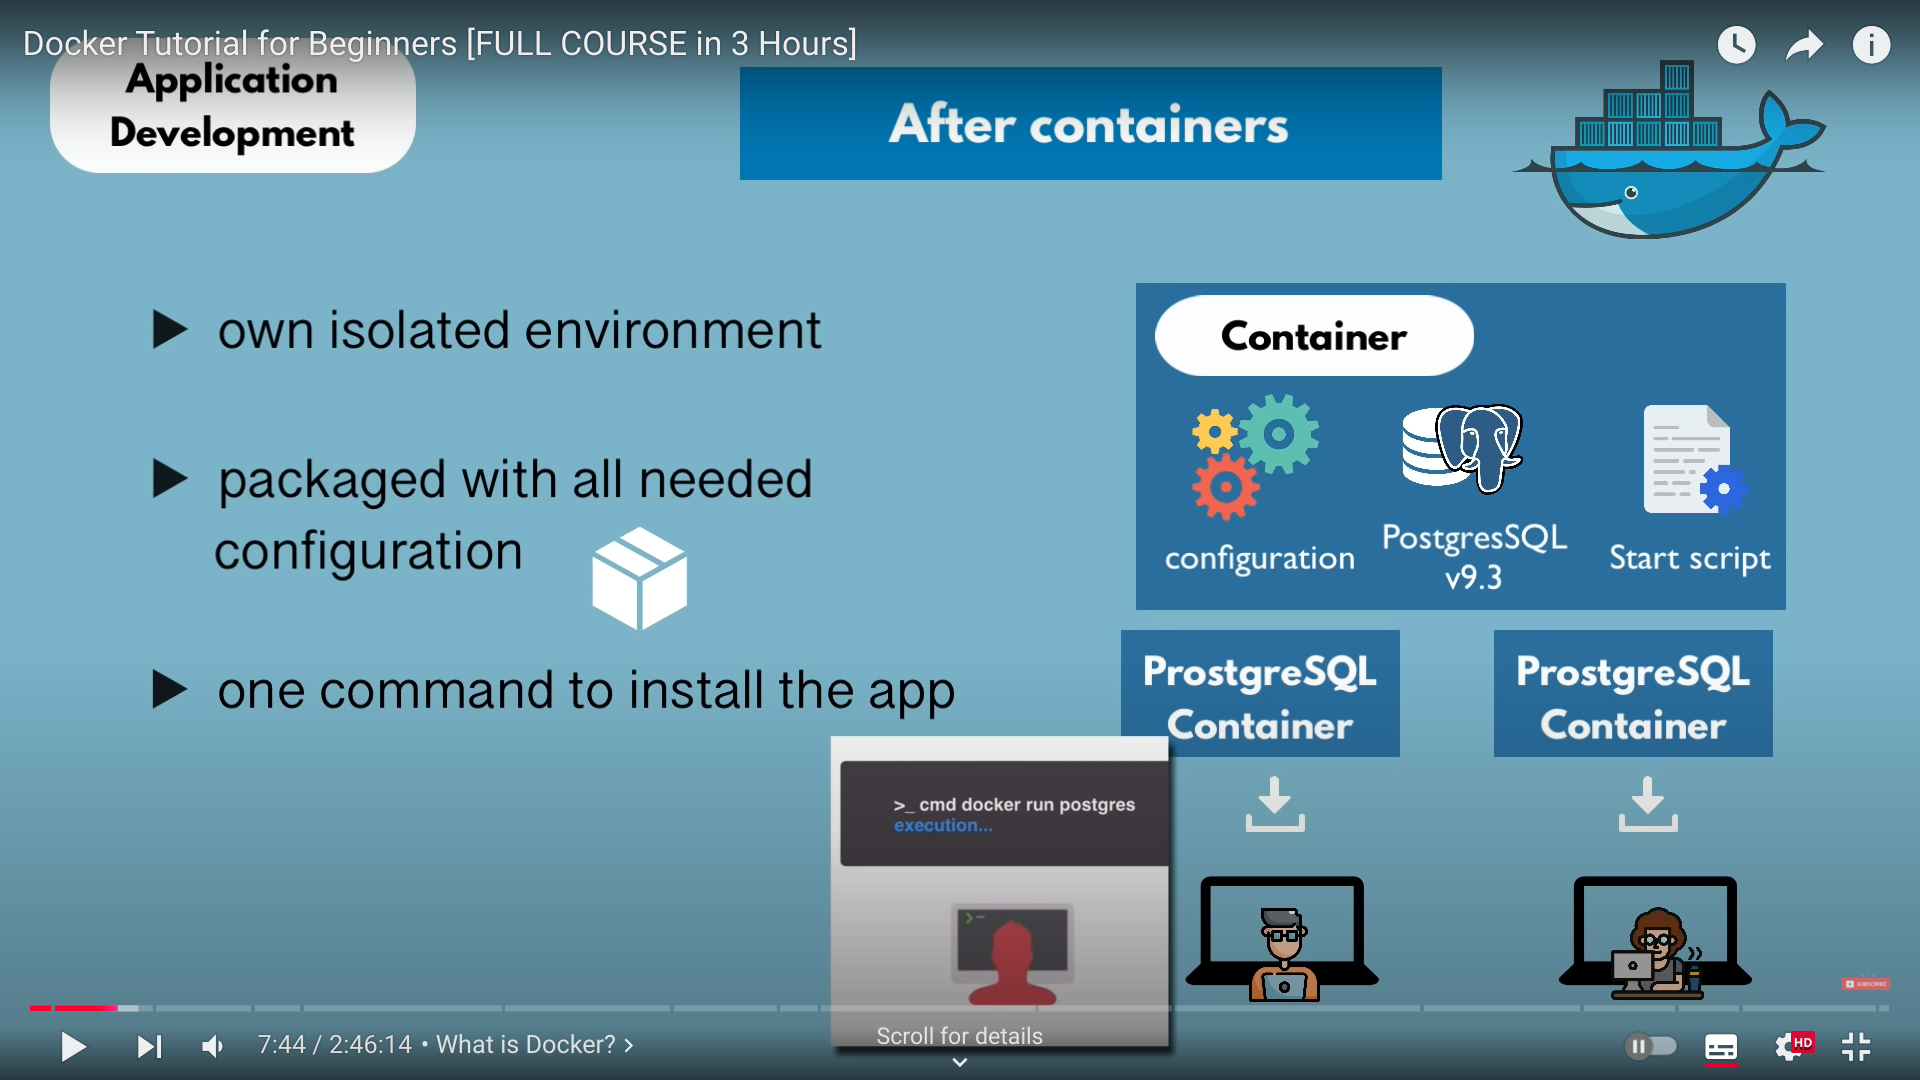 Docker Tutorial for Beginners [FULL COURSE in 3 Hours]
Application
Development
After containers
own isolated environment
packaged with all needed
configuration
one command to install the app
Container
configuration
PostgresSQL
v9.3
Start script
ProstgreSQL
Container
ProstgreSQL
Container
>_ cmd docker run postgres
execution...
SUBSCRIBE
7:44 / 2:46:14 • What is Docker? >
Scroll for details
HD